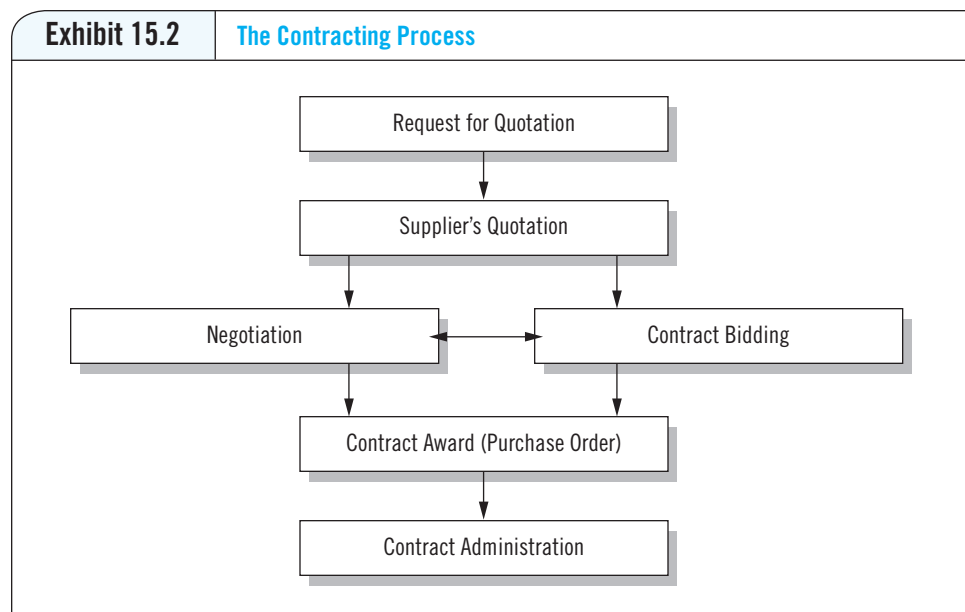 Exhibit 15.2
The Contracting Process
Request for Quotation
Supplier’s Quotation
Negotiation
Contract Bidding
Contract Award (Purchase Order)
Contract Administration